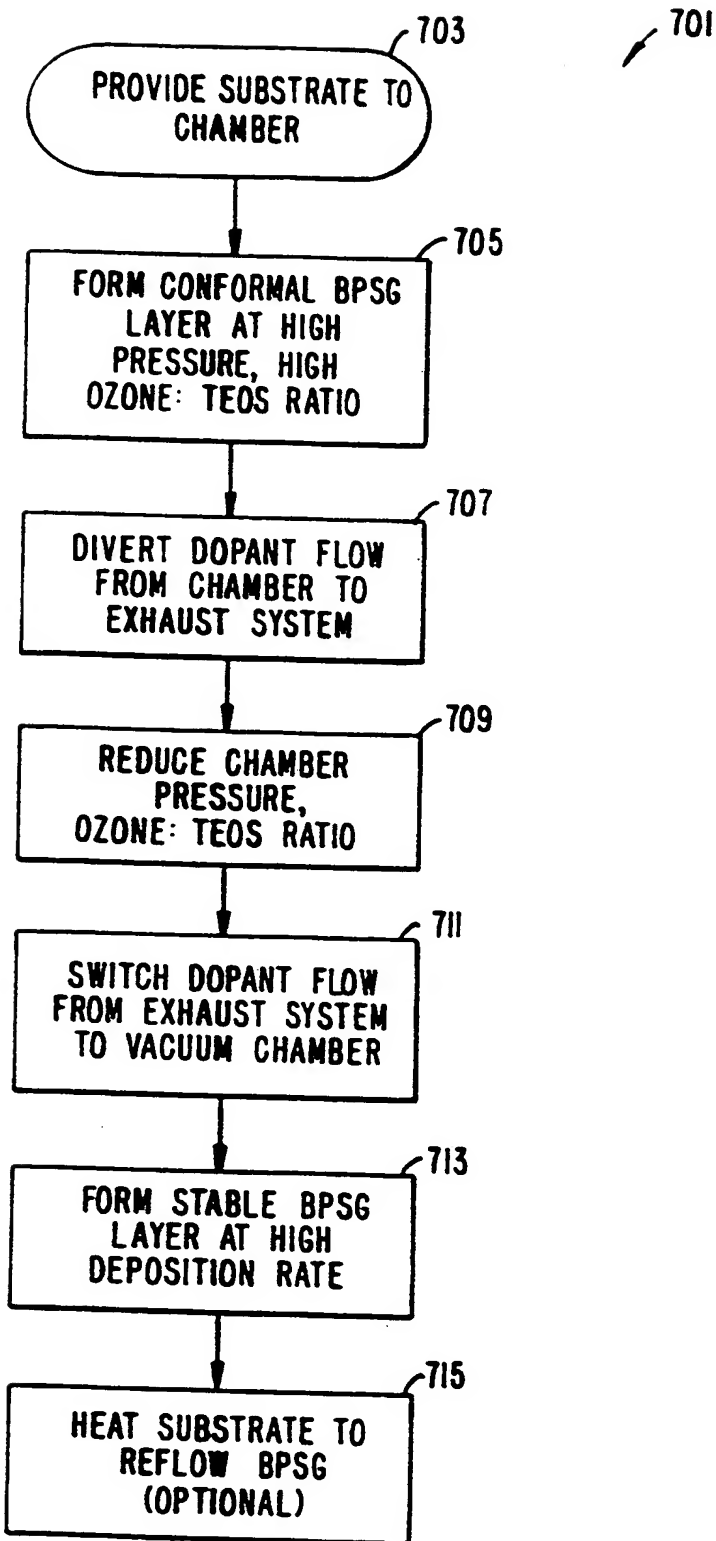 701
703
PROVIDE SUBSTRATE TO
CHAMBER
705
FORM CONFORMAL BPSG
LAYER AT HIGH
PRESSURE, HIGH
OZONE: TEOS RATIO
707
DIVERT DOPANT FLOW
FROM CHAMBER TO
EXHAUST SYSTEM
709
REDUCE CHAMBER
PRESSURE,
OZONE: TEOS RATIO
711
SWITCH DOPANT FLOW
FROM EXHAUST SYSTEM
TO VACUUM CHAMBER
713
FORM STABLE BPSG
LAYER AT HIGH
DEPOSITION RATE
715
HEAT SUBSTRATE TO
REFLOW BPSG
(OPTIONAL)